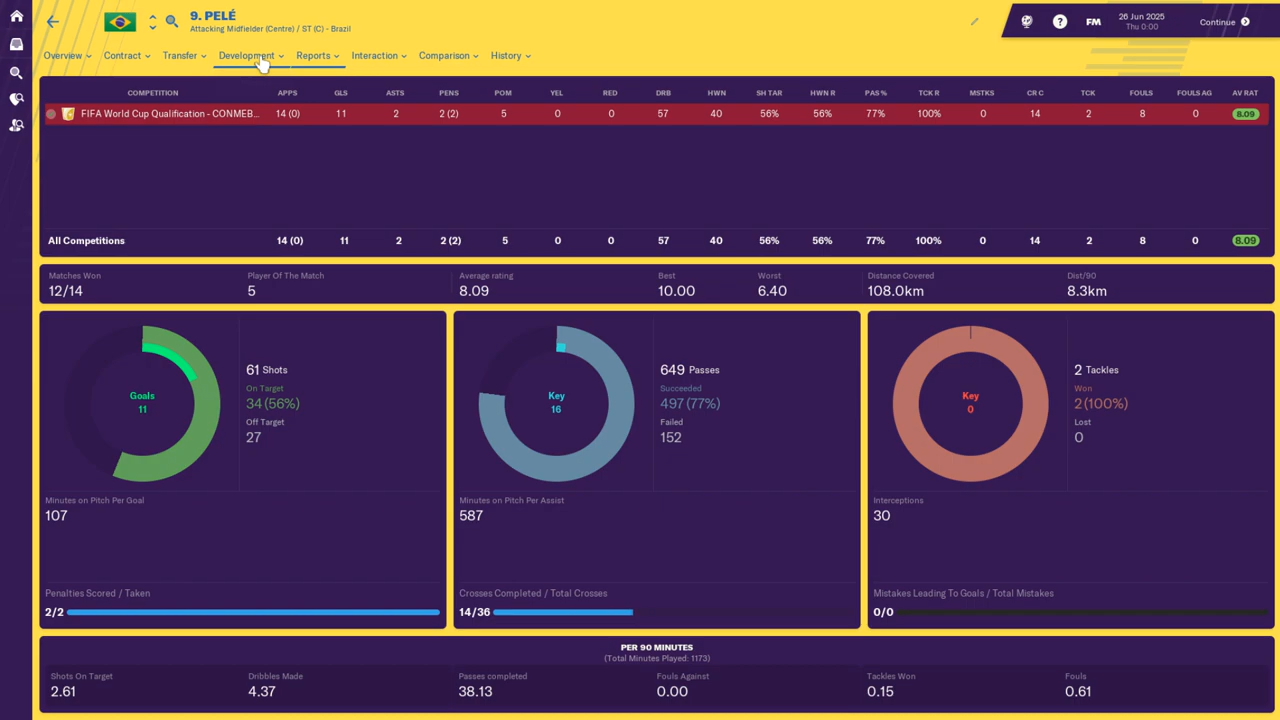 9. PELÉ
Attacking Midfielder (Centre) / ST (C) - Brazil
FM
26 Jun 2025
Thu 0:00
Continue
Overview Contract Transfer Development Reports Interaction Comparison History
COMPETITION APPS GLS ASTS PENS POM YEL RED DRB HWN SH TAR HWN R PAS % TCK R MSTKS CR C TCK FOULS FOULS AG AV RAT
FIFA World Cup Qualification - CONMEB... 14 (0) 11 2 2 (2) 5 0 0 57 40 56% 56% 77% 100% 0 14 2 8 0 8.09
All Competitions 14 (0) 11 2 2 (2) 5 0 0 57 40 56% 56% 77% 100% 0 14 2 8 0 8.09
Matches Won Player Of The Match Average rating Best Worst Distance Covered Dist/90
12/14 5 8.09 10.00 6.40 108.0km 8.3km
Goals
11
61 Shots
On Target
34 (56%)
Off Target
27
Minutes on Pitch Per Goal
107
Penalties Scored / Taken
2/2
Key
16
649 Passes
Succeeded
497 (77%)
Failed
152
Minutes on Pitch Per Assist
587
Crosses Completed / Total Crosses
14/36
Key
0
2 Tackles
Won
2 (100%)
Lost
0
Interceptions
30
Mistakes Leading To Goals / Total Mistakes
0/0
PER 90 MINUTES
(Total Minutes Played: 1173)
Shots On Target Dribbles Made Passes completed Fouls Against Tackles Won Fouls
2.61 4.37 38.13 0.00 0.15 0.61